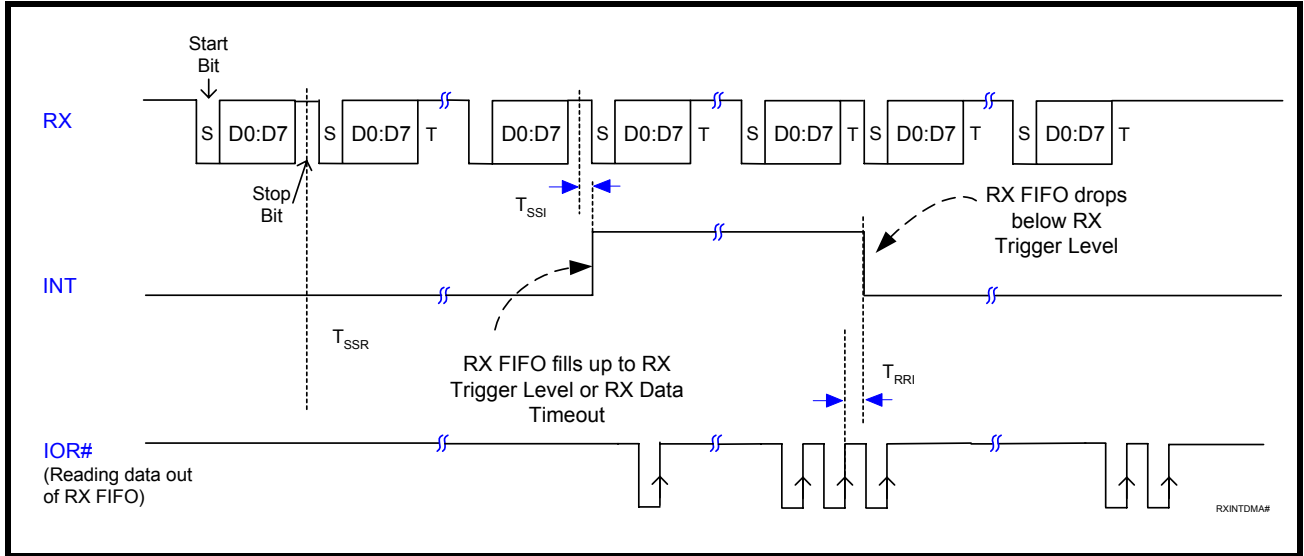 Start
Bit
RX
S D0:D7 S D0:D7 T D0:D7 S D0:D7 T S D0:D7 T S D0:D7 T S D0:D7 T
Stop
Bit
TSSI
RX FIFO drops
below RX
Trigger Level
INT
TSSR
RX FIFO fills up to RX
Trigger Level or RX Data
Timeout
TRRI
IOR#
(Reading data out
of RX FIFO)
RXINTDMA#